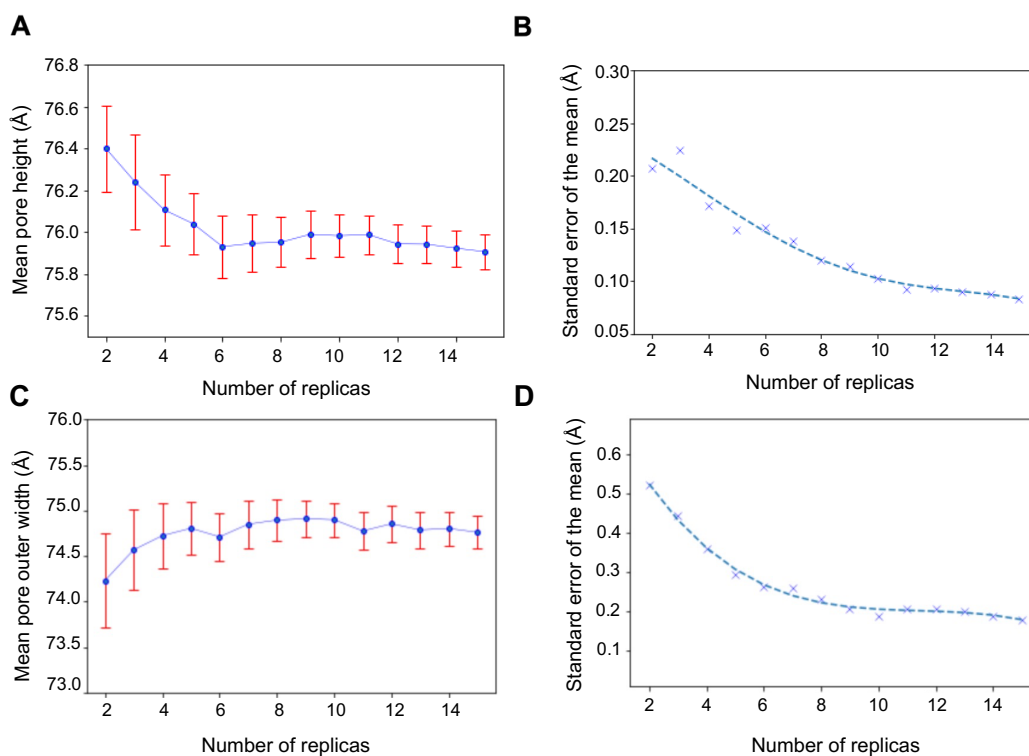 A
Mean pore height (Å)
76.8
76.6
76.4
76.2
76.0
75.8
75.6
2 4 6 8 10 12 14
Number of replicas
B
Standard error of the mean (Å)
0.30
0.25
0.20
0.15
0.10
0.05
2 4 6 8 10 12 14
Number of replicas
C
Mean pore outer width (Å)
76.0
75.5
75.0
74.5
74.0
73.5
73.0
2 4 6 8 10 12 14
Number of replicas
D
Standard error of the mean (Å)
0.6
0.5
0.4
0.3
0.2
0.1
2 4 6 8 10 12 14
Number of replicas